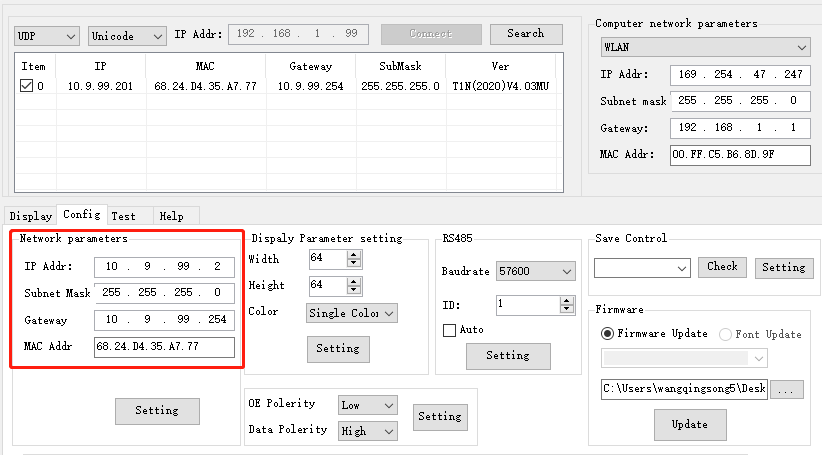 UDP Unicode IP Addr: 192 . 168 . 1 . 99 Connect Search
Item IP MAC Gateway SubMask Ver
0 10.9.99.201 68.24.D4.35.A7.77 10.9.99.254 255.255.255.0 T1N(2020)V4.03MU
Computer network parameters
WLAN
IP Addr: 169 . 254 . 47 . 247
Subnet mask 255 . 255 . 255 . 0
Gateway: 192 . 168 . 1 . 1
MAC Addr: 00.FF.C5.B6.8D.9F
Display Config Test Help
Network parameters
IP Addr: 10 . 9 . 99 . 2
Subnet Mask 255 . 255 . 255 . 0
Gateway 10 . 9 . 99 . 254
MAC Addr 68.24.D4.35.A7.77
Setting
Dispaly Parameter setting
Width 64
Height 64
Color Single Color
Setting
OE Polerity Low
Data Polerity High
Setting
RS485
Baudrate 57600
ID: 1
Auto
Setting
Save Control
Check Setting
Firmware
Firmware Update Font Update
C:\Users\wangqingsong5\Desk ...
Update